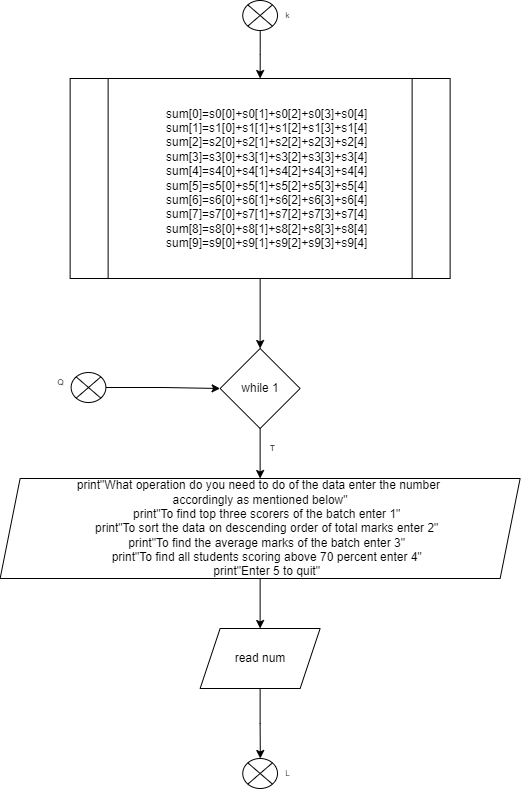 k
sum[0]=s0[0]+s0[1]+s0[2]+s0[3]+s0[4]
sum[1]=s1[0]+s1[1]+s1[2]+s1[3]+s1[4]
sum[2]=s2[0]+s2[1]+s2[2]+s2[3]+s2[4]
sum[3]=s3[0]+s3[1]+s3[2]+s3[3]+s3[4]
sum[4]=s4[0]+s4[1]+s4[2]+s4[3]+s4[4]
sum[5]=s5[0]+s5[1]+s5[2]+s5[3]+s5[4]
sum[6]=s6[0]+s6[1]+s6[2]+s6[3]+s6[4]
sum[7]=s7[0]+s7[1]+s7[2]+s7[3]+s7[4]
sum[8]=s8[0]+s8[1]+s8[2]+s8[3]+s8[4]
sum[9]=s9[0]+s9[1]+s9[2]+s9[3]+s9[4]
Q
while 1
T
print"What operation do you need to do of the data enter the number
accordingly as mentioned below"
print"To find top three scorers of the batch enter 1"
print"To sort the data on descending order of total marks enter 2"
print"To find the average marks of the batch enter 3"
print"To find all students scoring above 70 percent enter 4"
print"Enter 5 to quit"
read num
L